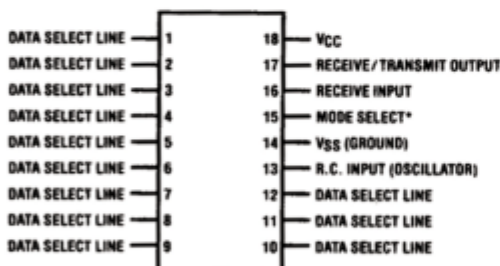 DATA SELECT LINE 1 18 VCC
DATA SELECT LINE 2 17 RECEIVE/TRANSMIT OUTPUT
DATA SELECT LINE 3 16 RECEIVE INPUT
DATA SELECT LINE 4 15 MODE SELECT*
DATA SELECT LINE 5 14 VSS (GROUND)
DATA SELECT LINE 6 13 R.C. INPUT (OSCILLATOR)
DATA SELECT LINE 7 12 DATA SELECT LINE
DATA SELECT LINE 8 11 DATA SELECT LINE
DATA SELECT LINE 9 10 DATA SELECT LINE